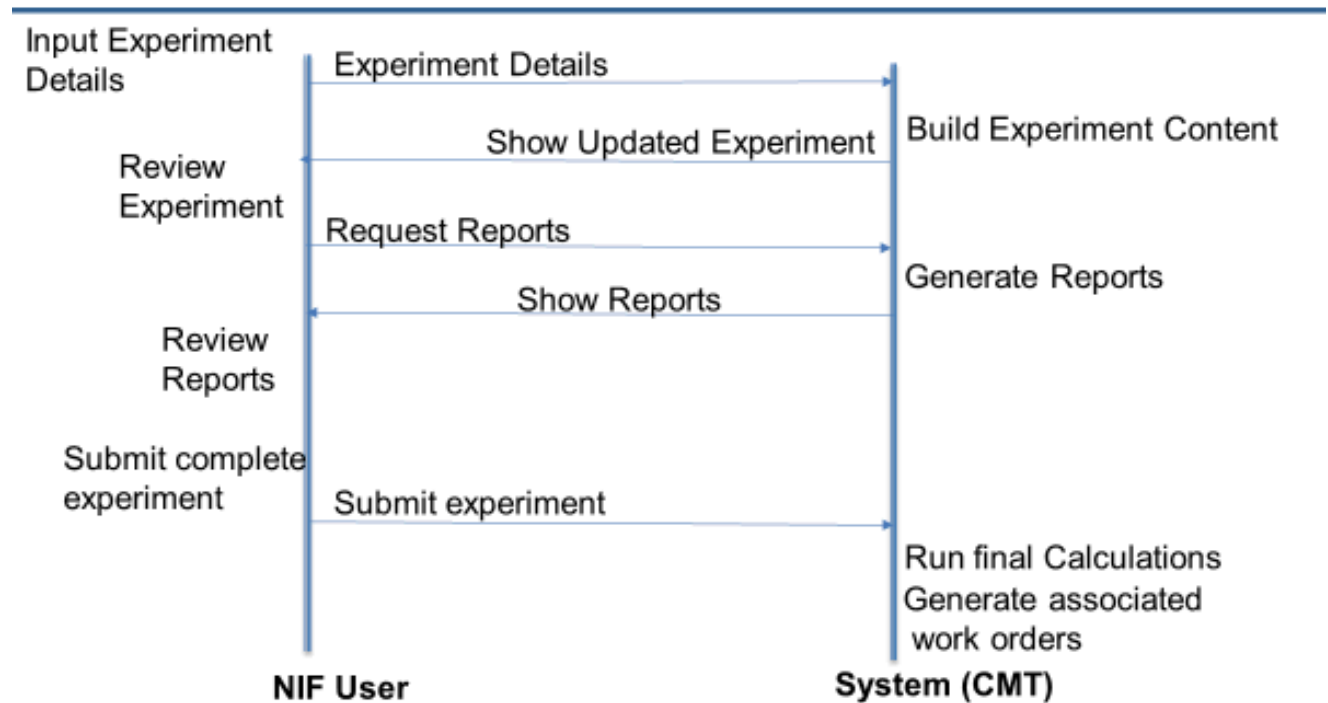 Input Experiment
Details
Experiment Details
Build Experiment Content
Show Updated Experiment
Review
Experiment
Request Reports
Generate Reports
Show Reports
Review
Reports
Submit complete
experiment
Submit experiment
Run final Calculations
Generate associated
work orders
NIF User
System (CMT)